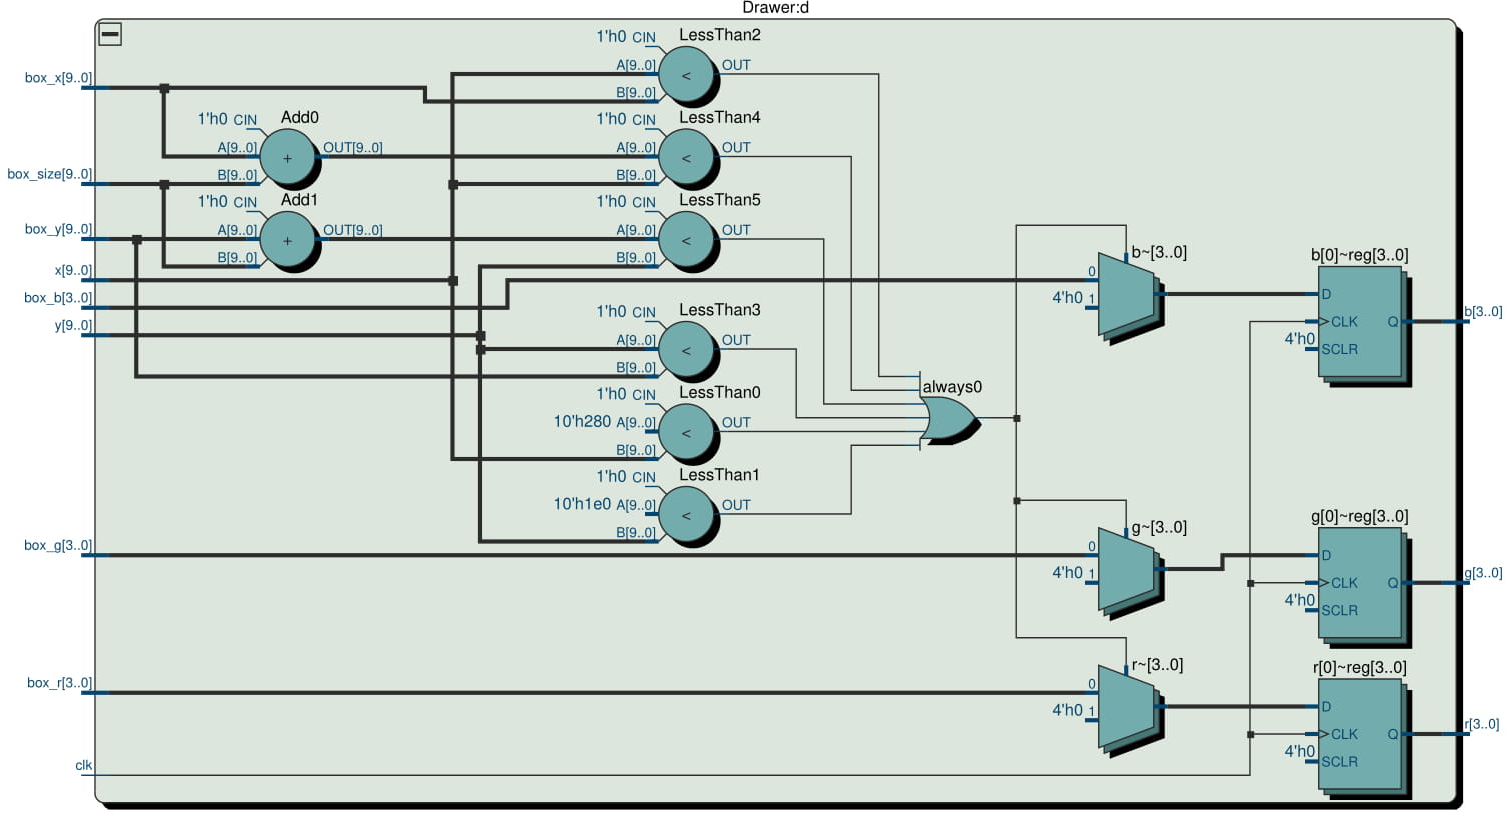 Drawer:d
box_x[9..0]
box_size[9..0]
box_y[9..0]
x[9..0]
box_b[3..0]
y[9..0]
box_g[3..0]
box_r[3..0]
clk
Add0
1'h0 CIN
A[9..0]
B[9..0]
+
OUT[9..0]
Add1
1'h0 CIN
A[9..0]
B[9..0]
+
OUT[9..0]
LessThan2
1'h0 CIN
A[9..0]
B[9..0]
<
OUT
LessThan4
1'h0 CIN
A[9..0]
B[9..0]
<
OUT
LessThan5
1'h0 CIN
A[9..0]
B[9..0]
<
OUT
LessThan3
1'h0 CIN
A[9..0]
B[9..0]
<
OUT
LessThan0
1'h0 CIN
10'h280 A[9..0]
B[9..0]
<
OUT
LessThan1
1'h0 CIN
10'h1e0 A[9..0]
B[9..0]
<
OUT
always0
b~[3..0]
0
4'h0 1
g~[3..0]
0
4'h0 1
r~[3..0]
0
4'h0 1
b[0]~reg[3..0]
D
CLK Q
4'h0 SCLR
b[3..0]
g[0]~reg[3..0]
D
CLK Q
4'h0 SCLR
g[3..0]
r[0]~reg[3..0]
D
CLK Q
4'h0 SCLR
r[3..0]